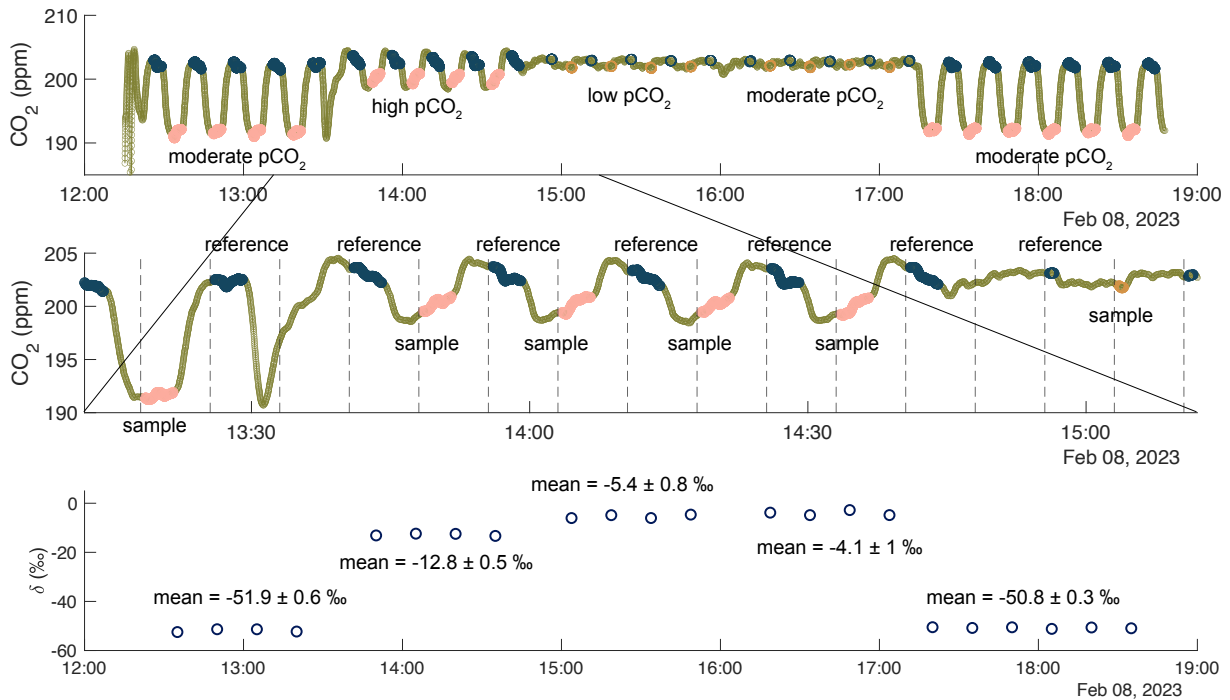 210
200
190
CO2 (ppm)
high pCO2
low pCO2
moderate pCO2
moderate pCO2
moderate pCO2
12:00 13:00 14:00 15:00 16:00 17:00 18:00 19:00
Feb 08, 2023
reference reference reference reference reference reference reference
205
200
195
190
CO2 (ppm)
sample sample sample sample sample
sample
13:30 14:00 14:30 15:00
Feb 08, 2023
0
-20
-40
-60
δ (‰)
mean = -5.4 ± 0.8 ‰
mean = -12.8 ± 0.5 ‰
mean = -4.1 ± 1 ‰
mean = -51.9 ± 0.6 ‰
mean = -50.8 ± 0.3 ‰
12:00 13:00 14:00 15:00 16:00 17:00 18:00 19:00
Feb 08, 2023